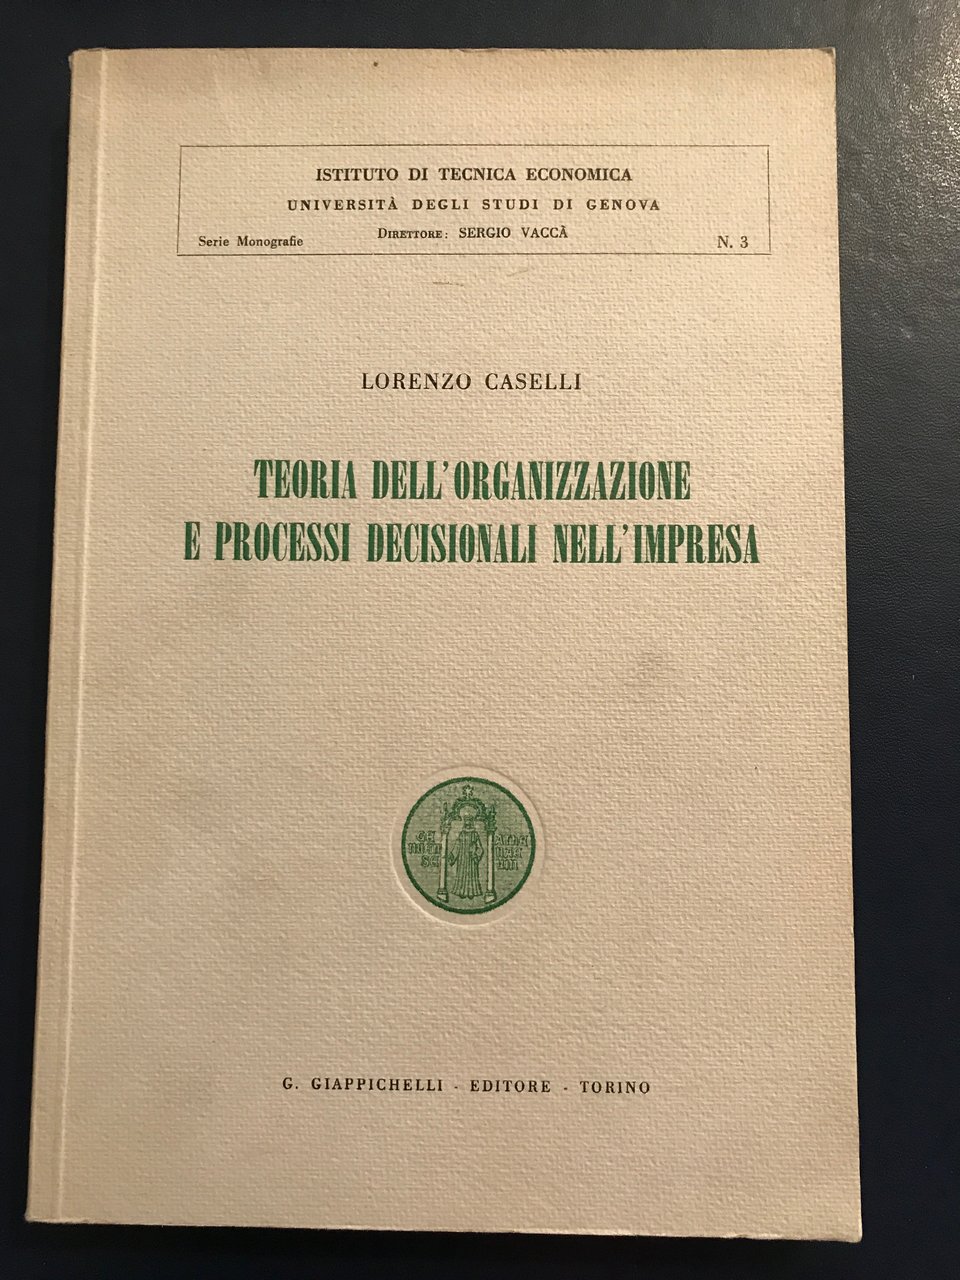 ISTITUTO DI TECNICA ECONOMICA
UNIVERSITÀ DEGLI STUDI DI GENOVA
DIRETTORE: SERGIO VACCÀ
Serie Monografie N. 3
LORENZO CASELLI
TEORIA DELL'ORGANIZZAZIONE
E PROCESSI DECISIONALI NELL'IMPRESA
G. GIAPPICHELLI - EDITORE - TORINO